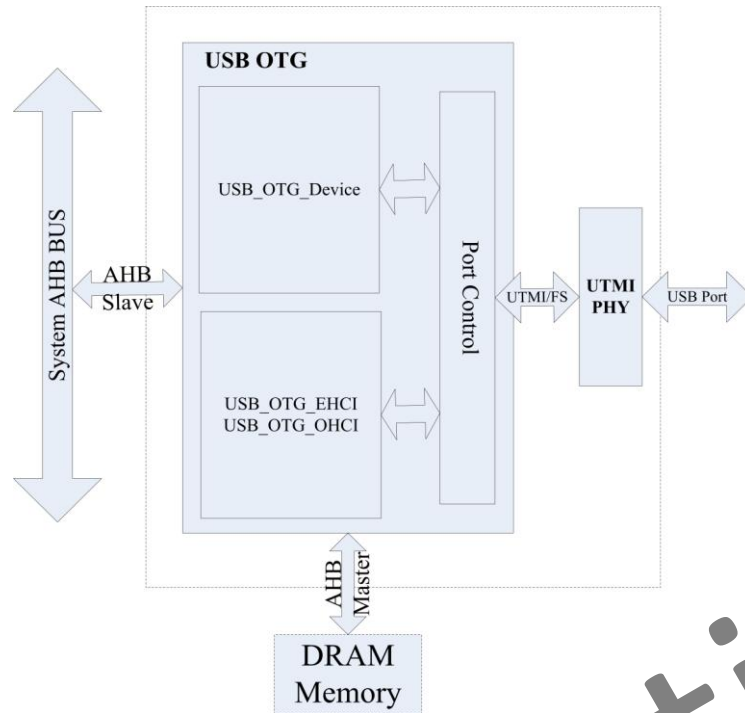 USB OTG
USB_OTG_Device
System AHB BUS
AHB
Slave
Port Control
UTMI/FS
UTMI
PHY
USB Port
USB_OTG_EHCI
USB_OTG_OHCI
AHB
Master
DRAM
Memory